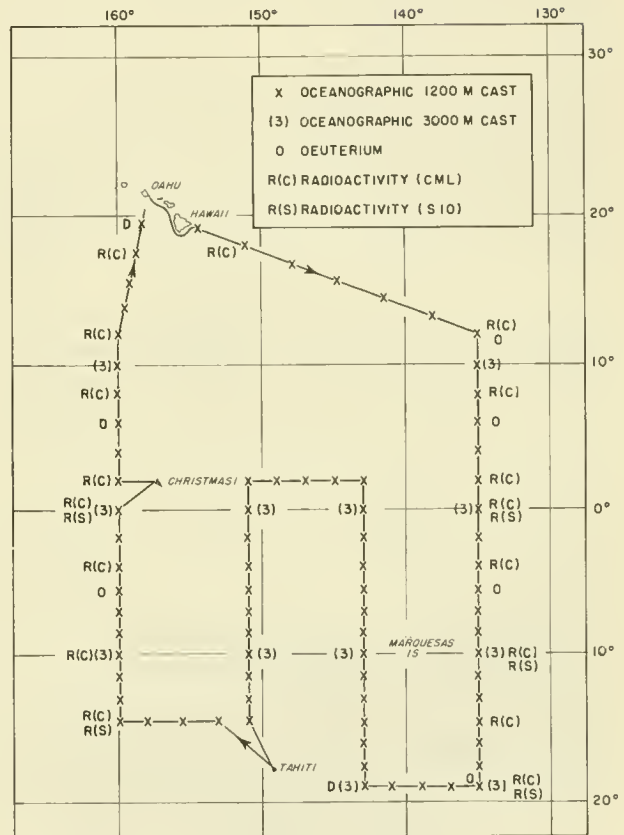 160° 150° 140° 130°
30°
X OCEANOGRAPHIC 1200 M CAST
(3) OCEANOGRAPHIC 3000 M CAST
O OEUTERIUM
R(C) RADIOACTIVITY (CML)
R(S) RADIOACTIVITY (SIO)
OAHU
HAWAII
20°
D
R(C)
R(C)
R(C)
R(C)
O
(3)
(3)
10°
R(C)
R(C)
D
O
R(C)
CHRISTMAS I
R(C)
R(C)
R(S)
(3)
(3)
(3)
(3)
R(C)
R(S)
0°
R(C)
R(C)
O
O
R(C)(3)
(3)
(3)
MARQUESAS
IS
(3) R(C)
R(S)
10°
R(C)
R(S)
R(C)
TAHITI
D(3)
O
(3) R(C)
R(S)
20°